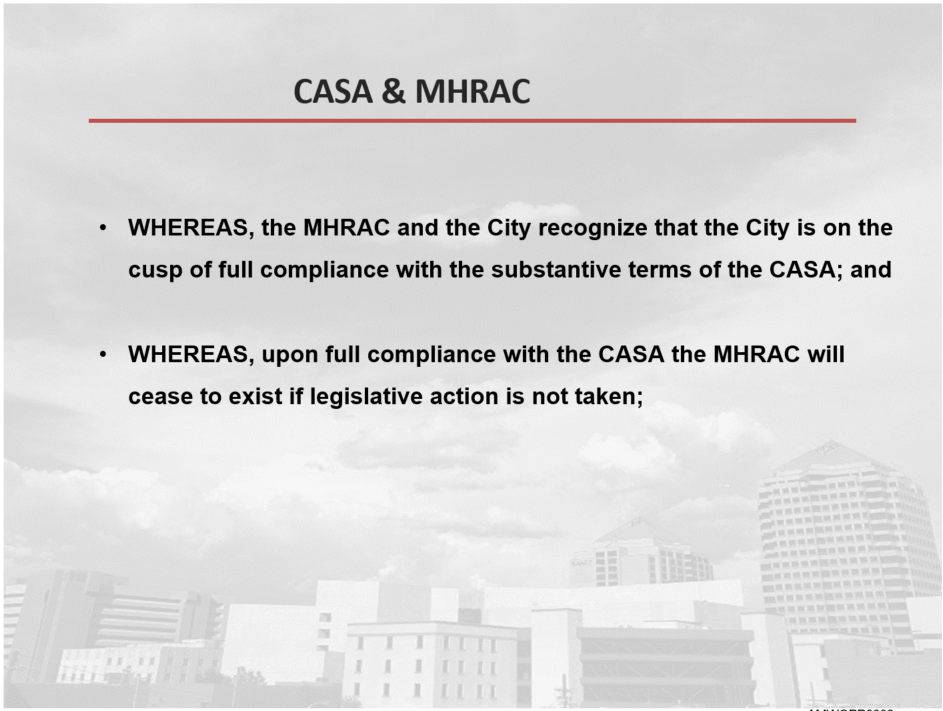 CASA & MHRAC
• WHEREAS, the MHRAC and the City recognize that the City is on the
cusp of full compliance with the substantive terms of the CASA; and
• WHEREAS, upon full compliance with the CASA the MHRAC will
cease to exist if legislative action is not taken;